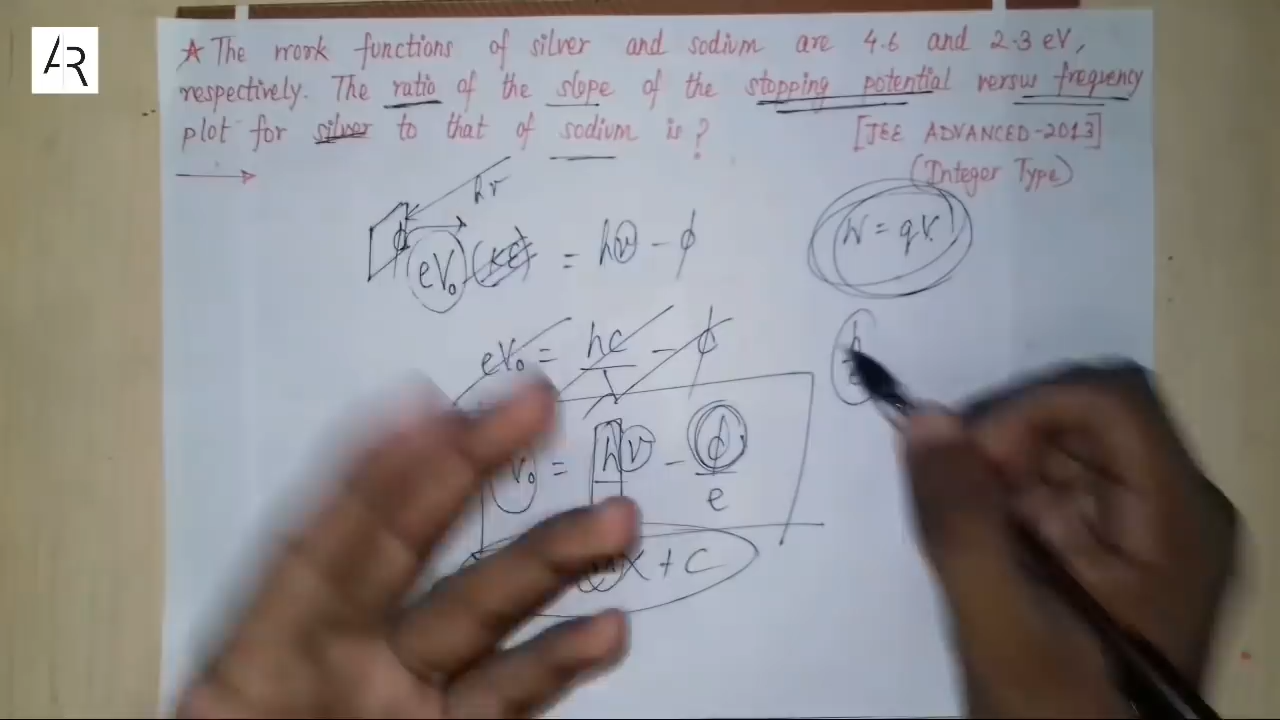 AR
★ The work functions of silver and sodium are 4.6 and 2.3 eV,
respectively. The ratio of the slope of the stopping potential versus frequency
plot for silver to that of sodium is? [JEE ADVANCED-2013]
(Integer Type)
hν
ϕ
eV₀ (KE) = hν - ϕ
W = qV
eV₀ = hc/λ - ϕ
h
V₀ = hν - ϕ/e
mx + c